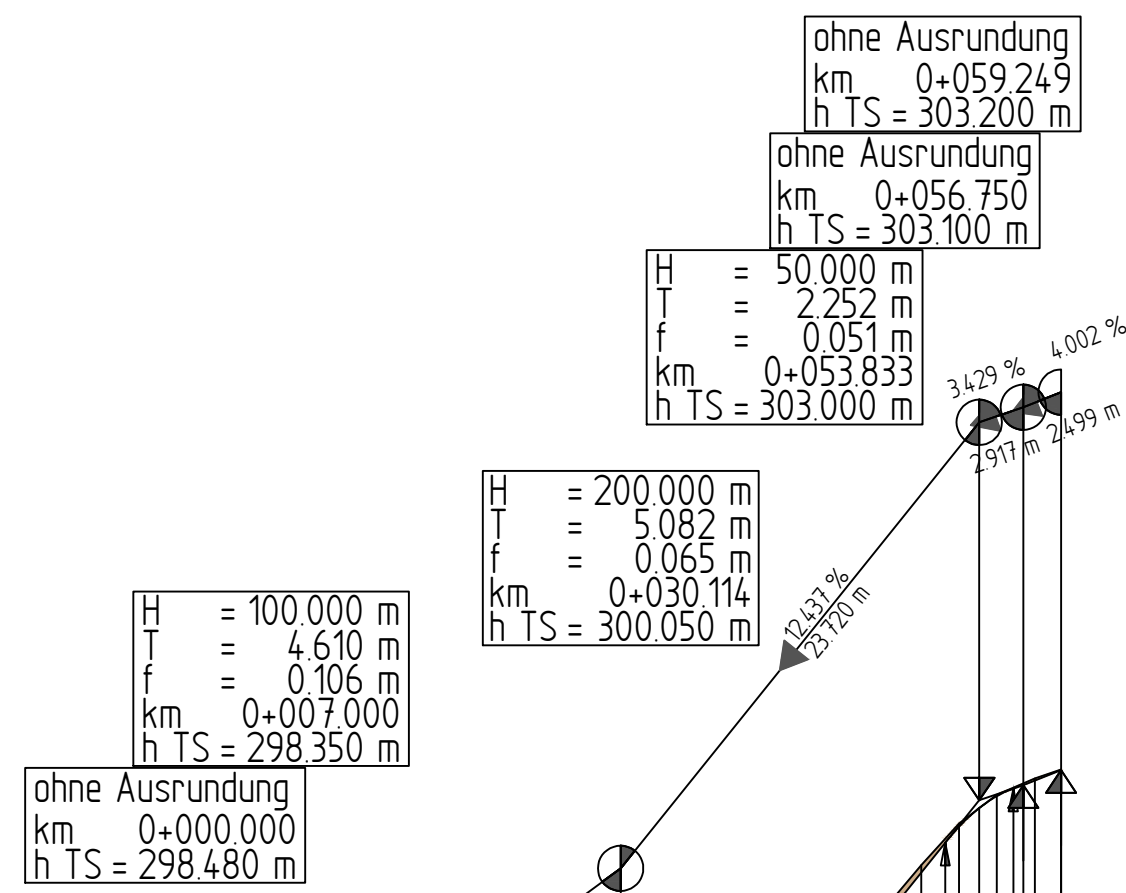 ohne Ausrundung
km 0+059.249
h TS = 303.200 m
ohne Ausrundung
km 0+056.750
h TS = 303.100 m
H = 50.000 m
T = 2.252 m
f = 0.051 m
km 0+053.833
h TS = 303.000 m
4.002 %
3.429 %
2.917 m
2.499 m
H = 200.000 m
T = 5.082 m
f = 0.065 m
km 0+030.114
h TS = 300.050 m
12.437 %
23.720 m
H = 100.000 m
T = 4.610 m
f = 0.106 m
km 0+007.000
h TS = 298.350 m
ohne Ausrundung
km 0+000.000
h TS = 298.480 m